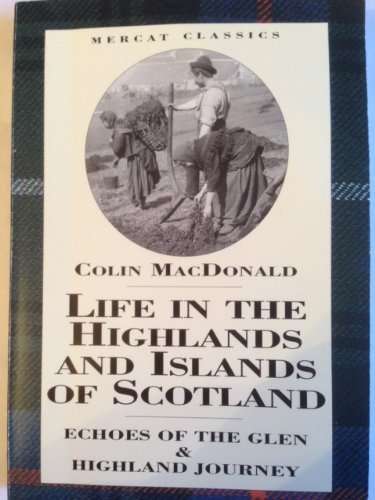 MERCAT CLASSICS
COLIN MACDONALD
LIFE IN THE
HIGHLANDS
AND ISLANDS
OF SCOTLAND
ECHOES OF THE GLEN
&
HIGHLAND JOURNEY